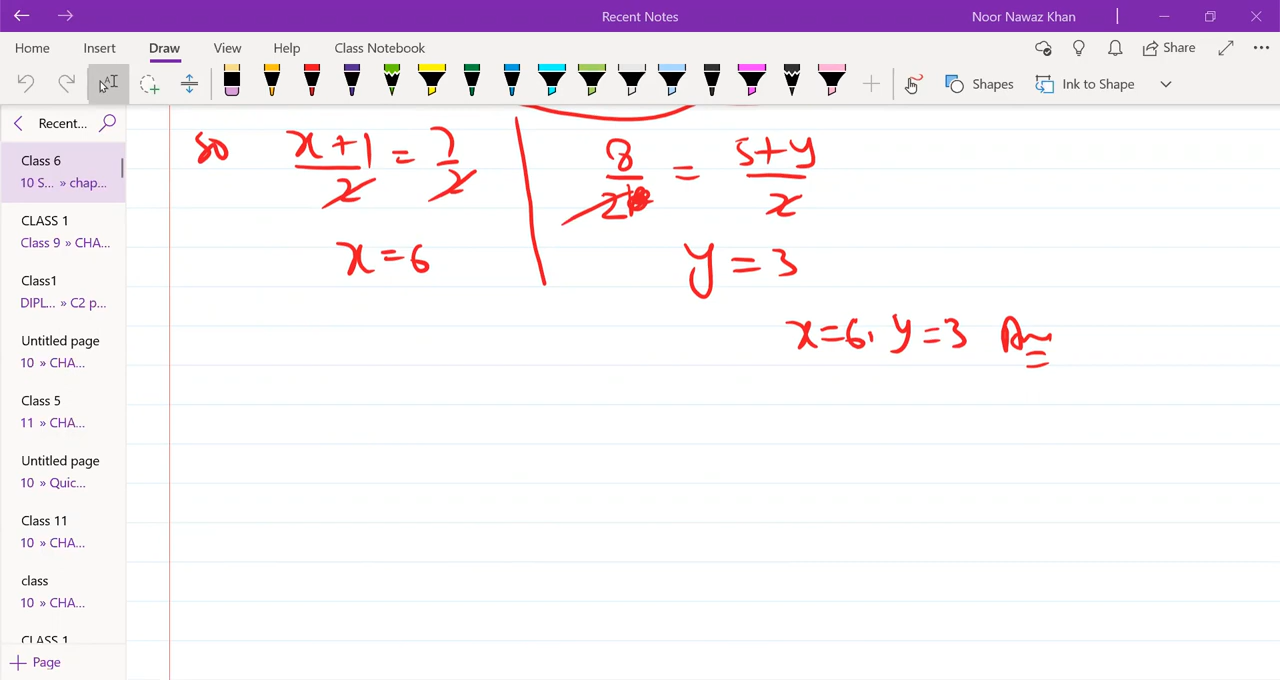 Recent Notes
Noor Nawaz Khan
Home Insert Draw View Help Class Notebook
Share
Shapes
Ink to Shape
Recent...
Class 6
10 S... » chap...
CLASS 1
Class 9 » CHA...
Class1
DIPL... » C2 p...
Untitled page
10 » CHA...
Class 5
11 » CHA...
Untitled page
10 » Quic...
Class 11
10 » CHA...
class
10 » CHA...
CLASS 1
+ Page
so (x+1)/2 = 7/2
x=6
8/2 = (5+y)/2
y=3
x=6, y=3 Ans